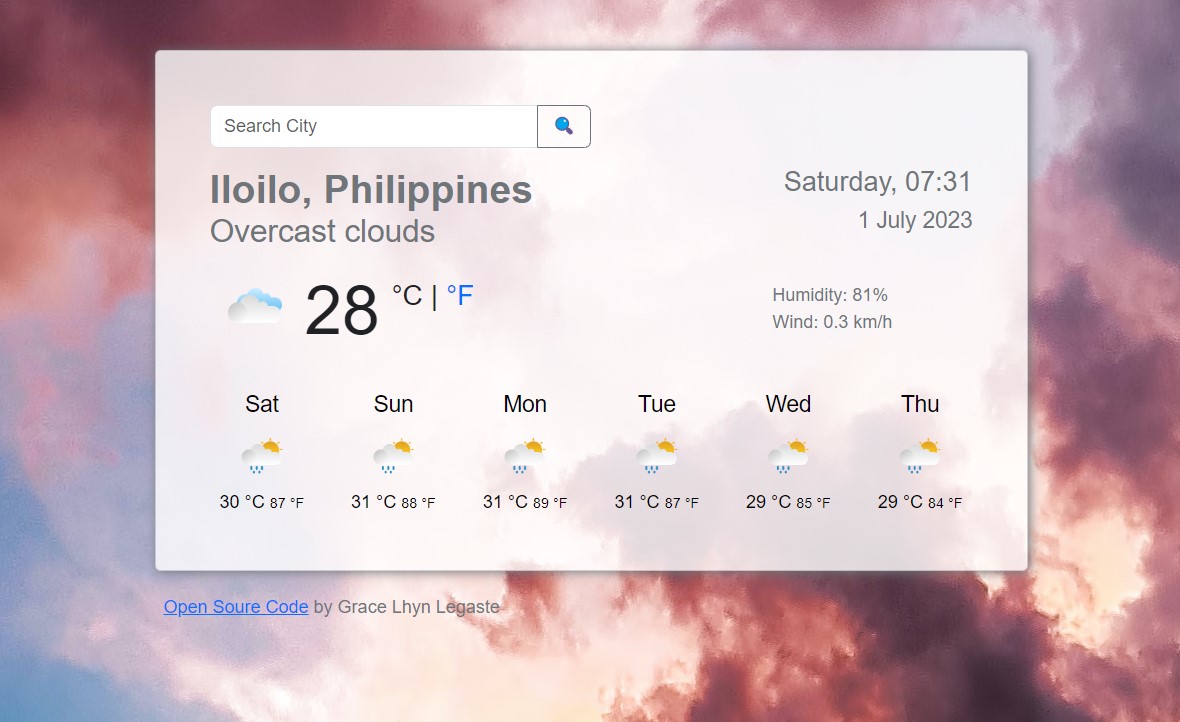 Search City
Iloilo, Philippines
Overcast clouds
Saturday, 07:31
1 July 2023
28 °C | °F
Humidity: 81%
Wind: 0.3 km/h
Sat Sun Mon Tue Wed Thu
30 °C 87 °F 31 °C 88 °F 31 °C 89 °F 31 °C 87 °F 29 °C 85 °F 29 °C 84 °F
Open Soure Code by Grace Lhyn Legaste